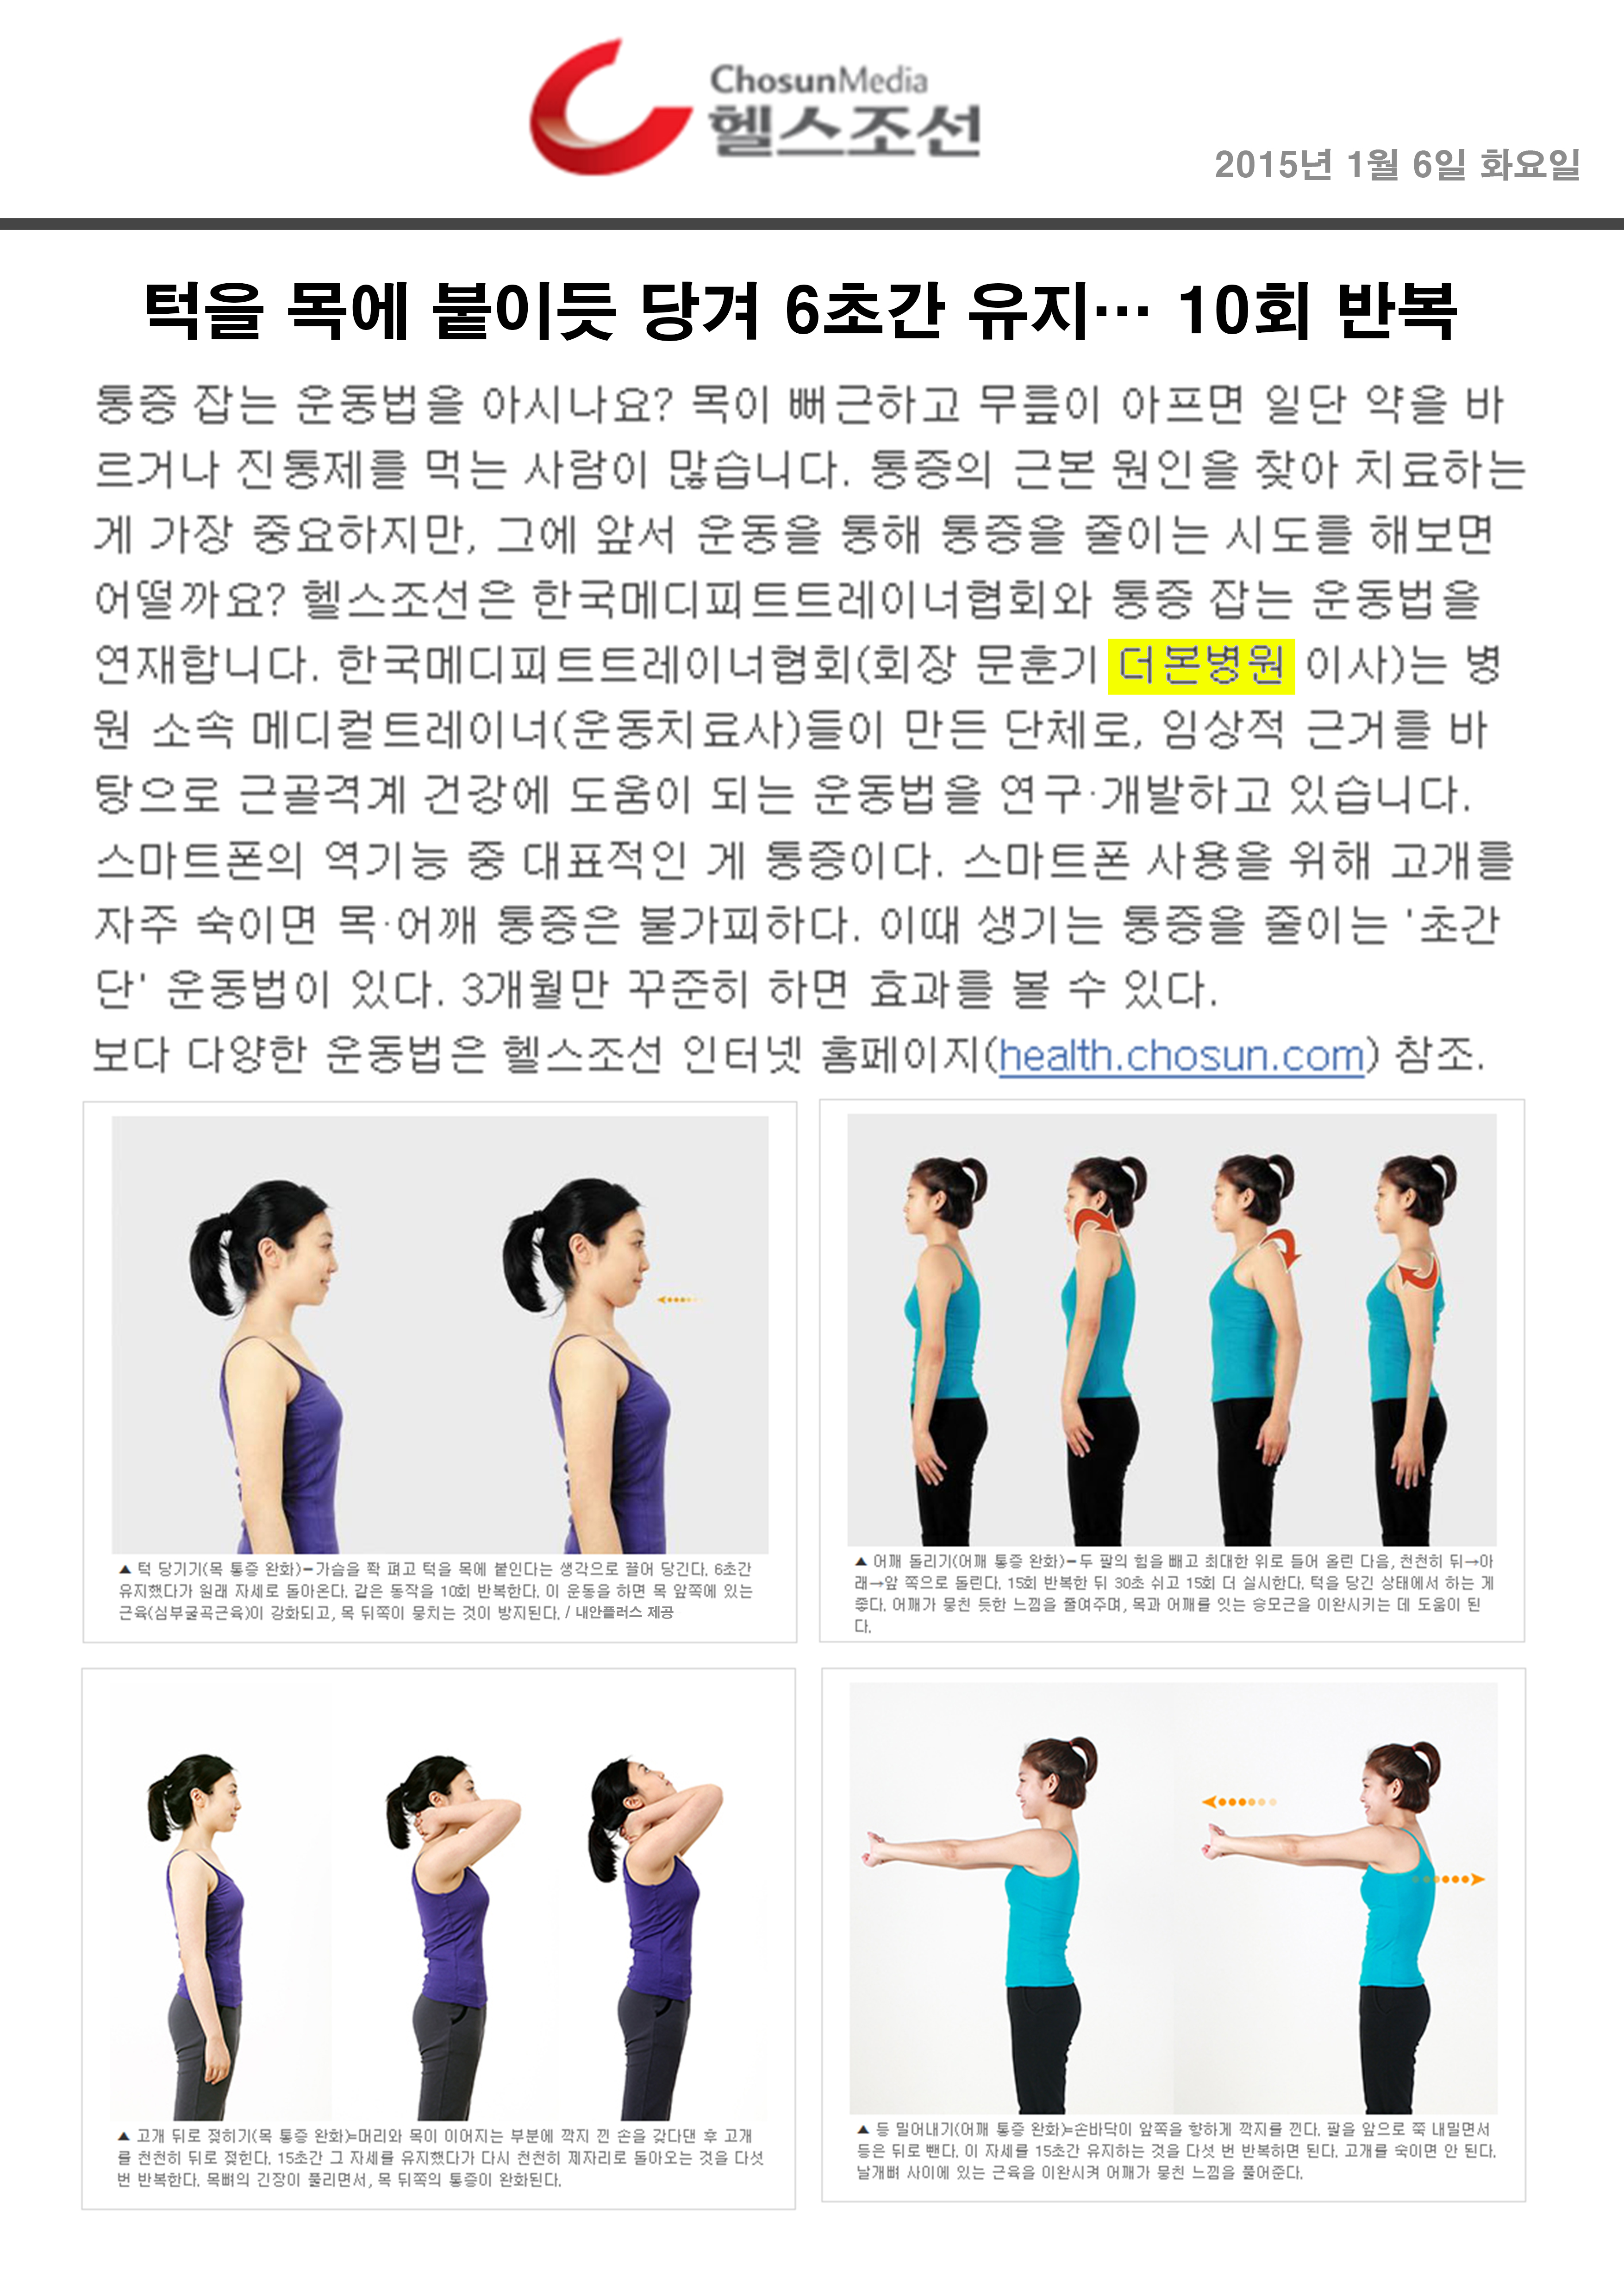 ChosunMedia
헬스조선
2015년 1월 6일 화요일
턱을 목에 붙이듯 당겨 6초간 유지… 10회 반복
통증 잡는 운동법을 아시나요? 목이 뻐근하고 무릎이 아프면 일단 약을 바
르거나 진통제를 먹는 사람이 많습니다. 통증의 근본 원인을 찾아 치료하는
게 가장 중요하지만, 그에 앞서 운동을 통해 통증을 줄이는 시도를 해보면
어떨까요? 헬스조선은 한국메디피트트레이너협회와 통증 잡는 운동법을
연재합니다. 한국메디피트트레이너협회(회장 문훈기 더본병원 이사)는 병
원 소속 메디컬트레이너(운동치료사)들이 만든 단체로, 임상적 근거를 바
탕으로 근골격계 건강에 도움이 되는 운동법을 연구·개발하고 있습니다.
스마트폰의 역기능 중 대표적인 게 통증이다. 스마트폰 사용을 위해 고개를
자주 숙이면 목·어깨 통증은 불가피하다. 이때 생기는 통증을 줄이는 '초간
단' 운동법이 있다. 3개월만 꾸준히 하면 효과를 볼 수 있다.
보다 다양한 운동법은 헬스조선 인터넷 홈페이지(health.chosun.com) 참조.
▲ 턱 당기기(목 통증 완화)=가슴을 쫙 펴고 턱을 목에 붙인다는 생각으로 끌어 당긴다. 6초간
유지했다가 원래 자세로 돌아온다. 같은 동작을 10회 반복한다. 이 운동을 하면 목 앞쪽에 있는
근육(심부굴곡근육)이 강화되고, 목 뒤쪽이 뭉치는 것이 방지된다. / 내안플러스 제공
▲ 어깨 돌리기(어깨 통증 완화)=두 팔의 힘을 빼고 최대한 위로 들어 올린 다음, 천천히 뒤→아
래→앞 쪽으로 돌린다. 15회 반복한 뒤 30초 쉬고 15회 더 실시한다. 턱을 당긴 상태에서 하는 게
좋다. 어깨가 뭉친 듯한 느낌을 줄여주며, 목과 어깨를 잇는 승모근을 이완시키는 데 도움이 된
다.
▲ 고개 뒤로 젖히기(목 통증 완화)=머리와 목이 이어지는 부분에 깍지 낀 손을 갖다댄 후 고개
를 천천히 뒤로 젖힌다. 15초간 그 자세를 유지했다가 다시 천천히 제자리로 돌아오는 것을 다섯
번 반복한다. 목뼈의 긴장이 풀리면서, 목 뒤쪽의 통증이 완화된다.
▲ 등 밀어내기(어깨 통증 완화)=손바닥이 앞쪽을 향하게 깍지를 낀다. 팔을 앞으로 쭉 내밀면서
등은 뒤로 뺀다. 이 자세를 15초간 유지하는 것을 다섯 번 반복하면 된다. 고개를 숙이면 안 된다.
날개뼈 사이에 있는 근육을 이완시켜 어깨가 뭉친 느낌을 풀어준다.